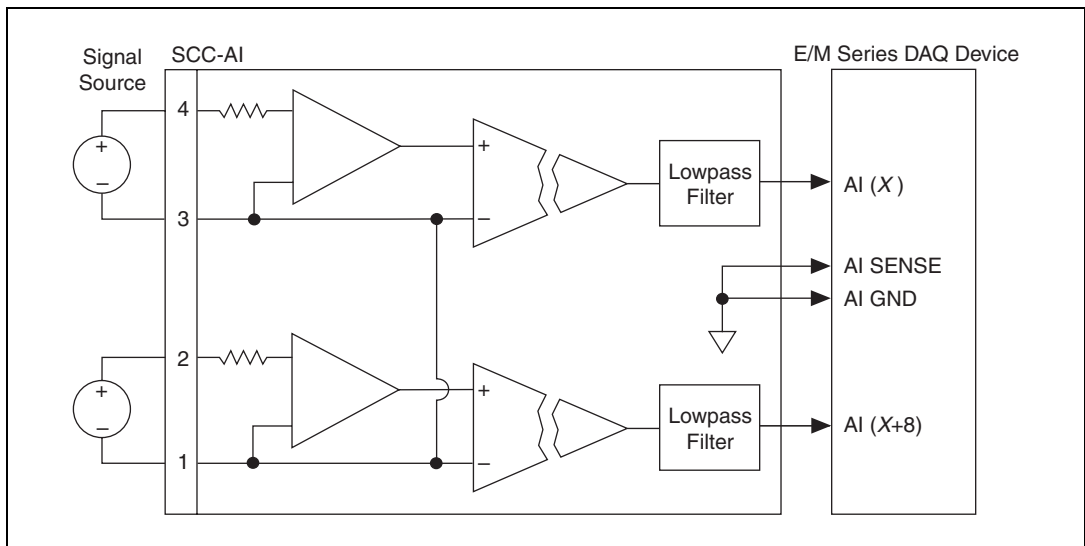 Signal
Source
SCC-AI
E/M Series DAQ Device
4
+
−
3
+
−
Lowpass
Filter
AI (X)
AI SENSE
AI GND
2
+
−
1
+
−
Lowpass
Filter
AI (X+8)